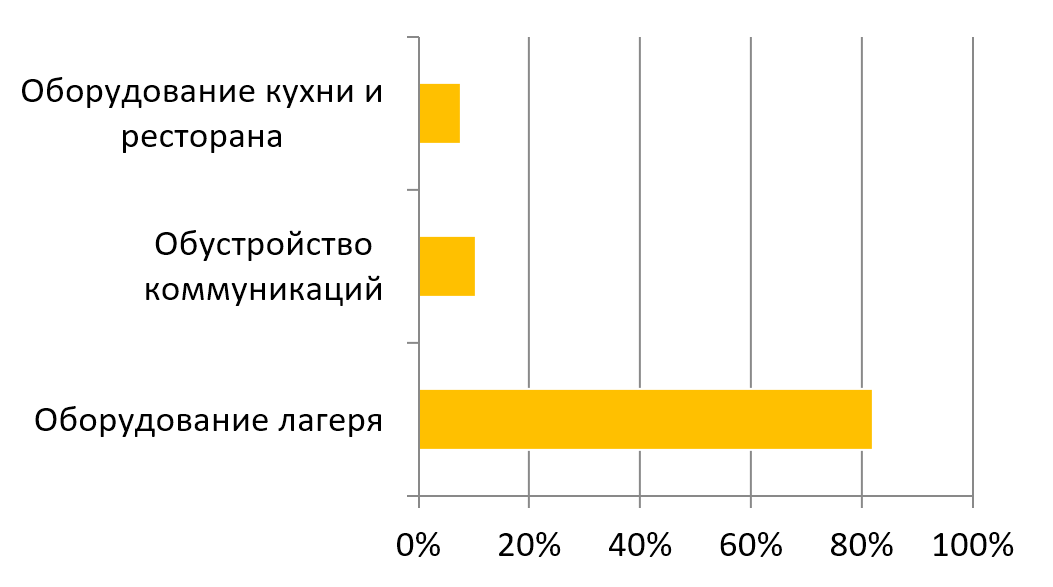 Оборудование кухни и
ресторана
Обустройство
коммуникаций
Оборудование лагеря
0% 20% 40% 60% 80% 100%